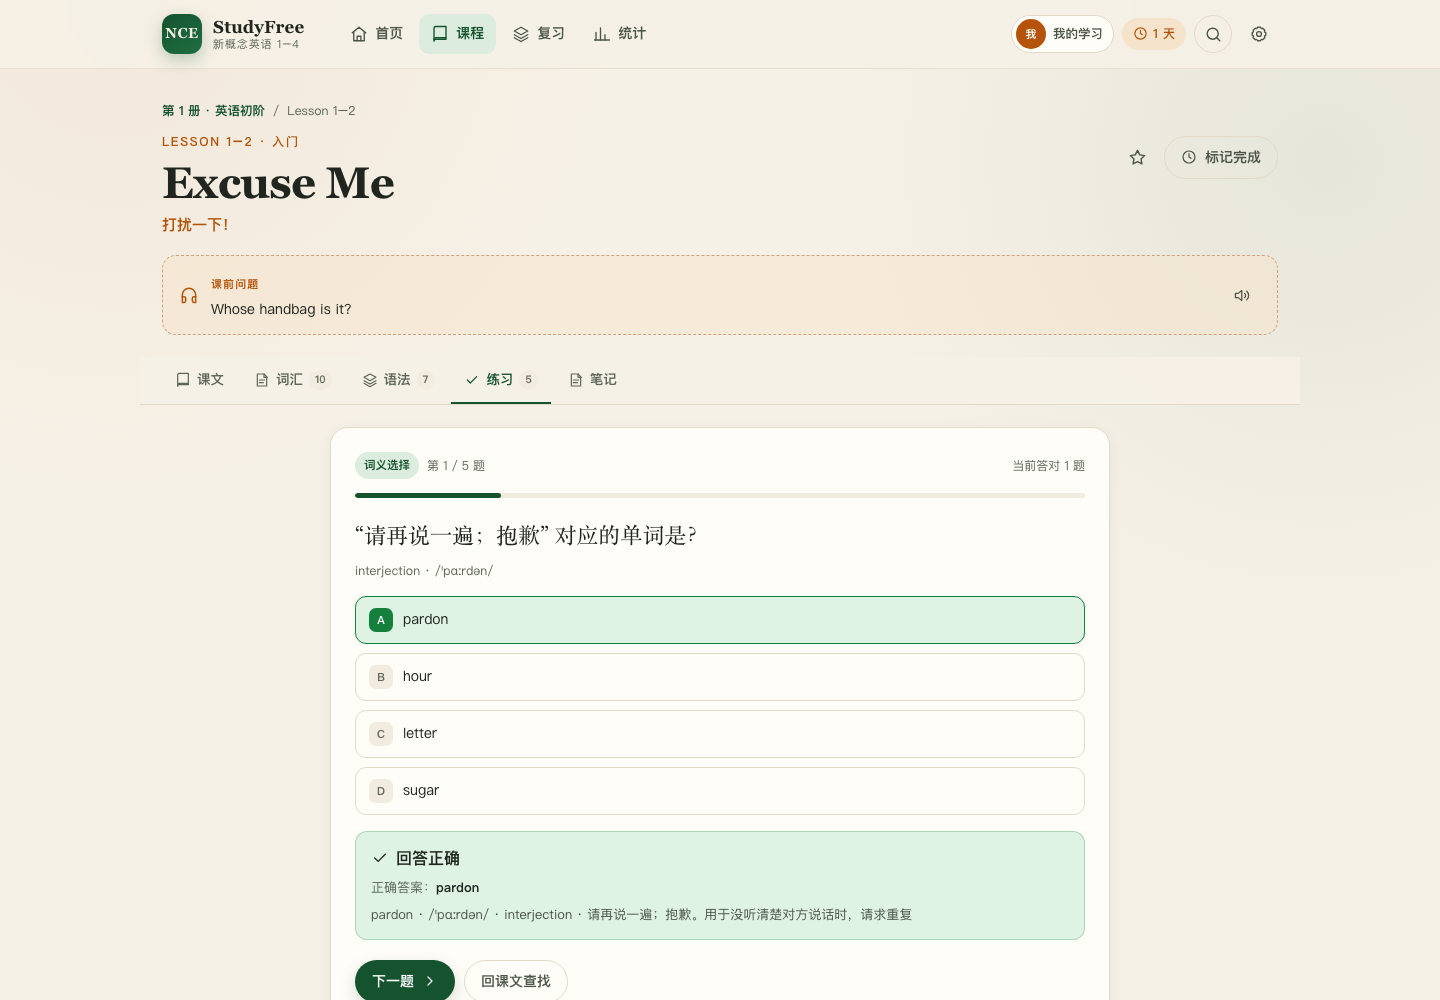 NCE
StudyFree
新概念英语 1—4
首页
课程
复习
统计
我
我的学习
1 天
第 1 册 · 英语初阶 / Lesson 1—2
LESSON 1—2 · 入门
Excuse Me
打扰一下！
标记完成
课前问题
Whose handbag is it?
课文
词汇 10
语法 7
练习 5
笔记
词义选择 第 1 / 5 题
当前答对 1 题
“请再说一遍；抱歉” 对应的单词是？
interjection · /ˈpɑːrdən/
A pardon
B hour
C letter
D sugar
回答正确
正确答案：pardon
pardon · /ˈpɑːrdən/ · interjection · 请再说一遍；抱歉。用于没听清楚对方说话时，请求重复
下一题
回课文查找